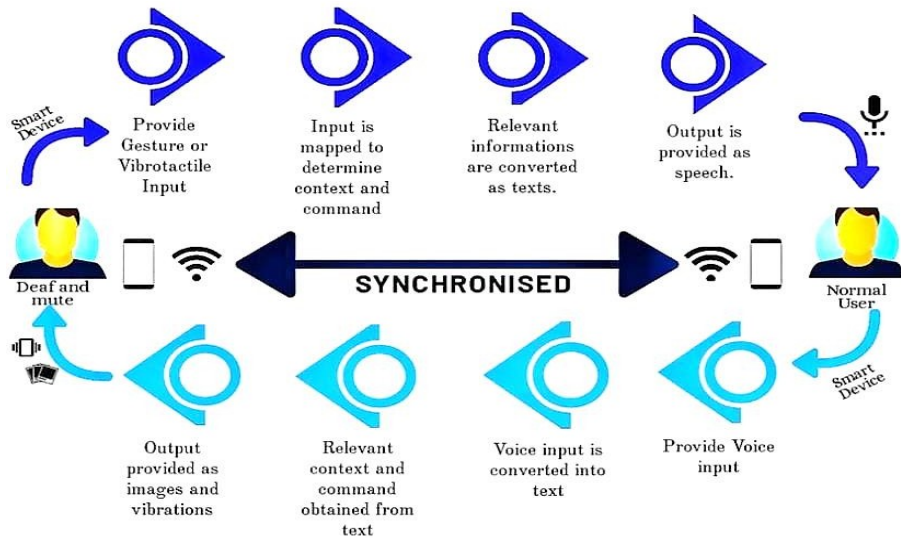 Smart
Device
Provide
Gesture or
Vibrotactile
Input
Input is
mapped to
determine
context and
command
Relevant
informations
are converted
as texts.
Output is
provided as
speech.
Deaf and
mute
SYNCHRONISED
Normal
User
Smart
Device
Output
provided as
images and
vibrations
Relevant
context and
command
obtained from
text
Voice input is
converted into
text
Provide Voice
input